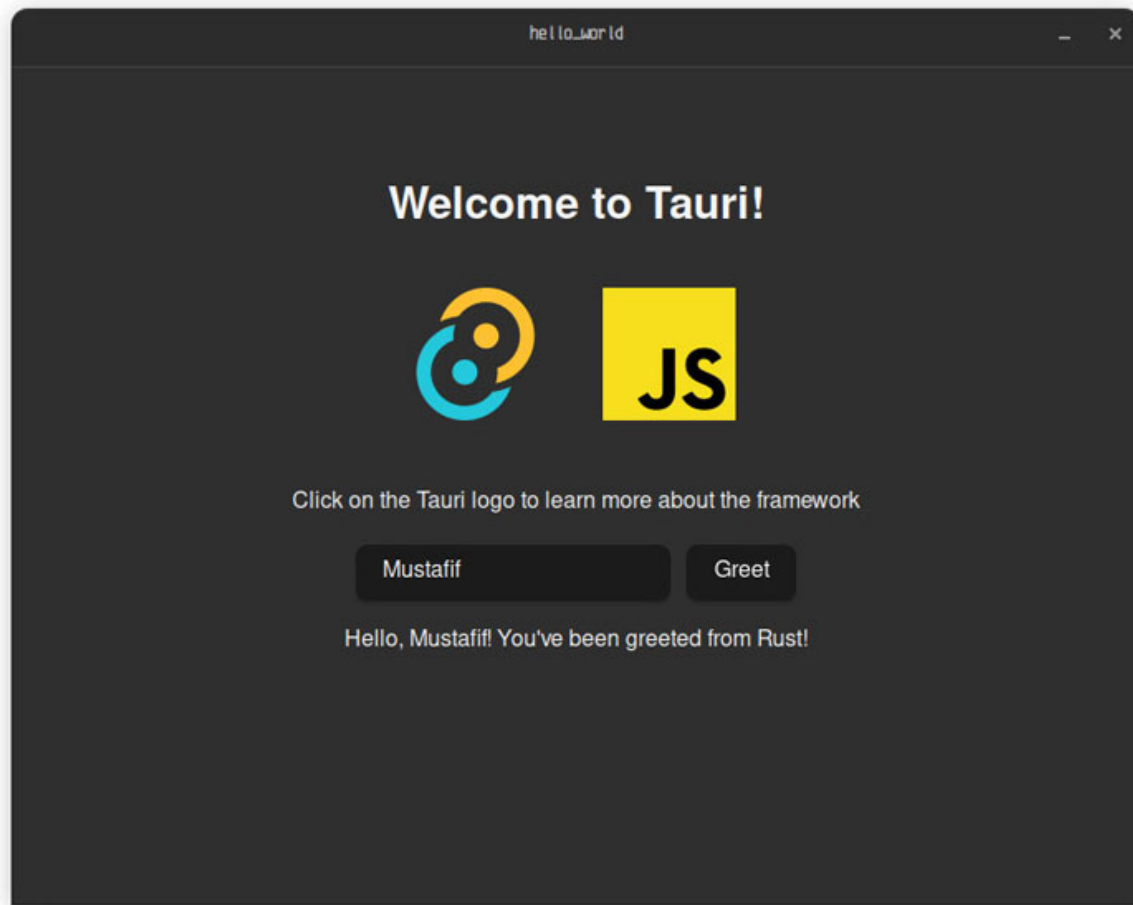 hello_world
Welcome to Tauri!
JS
Click on the Tauri logo to learn more about the framework
Mustafif
Greet
Hello, Mustafif! You've been greeted from Rust!